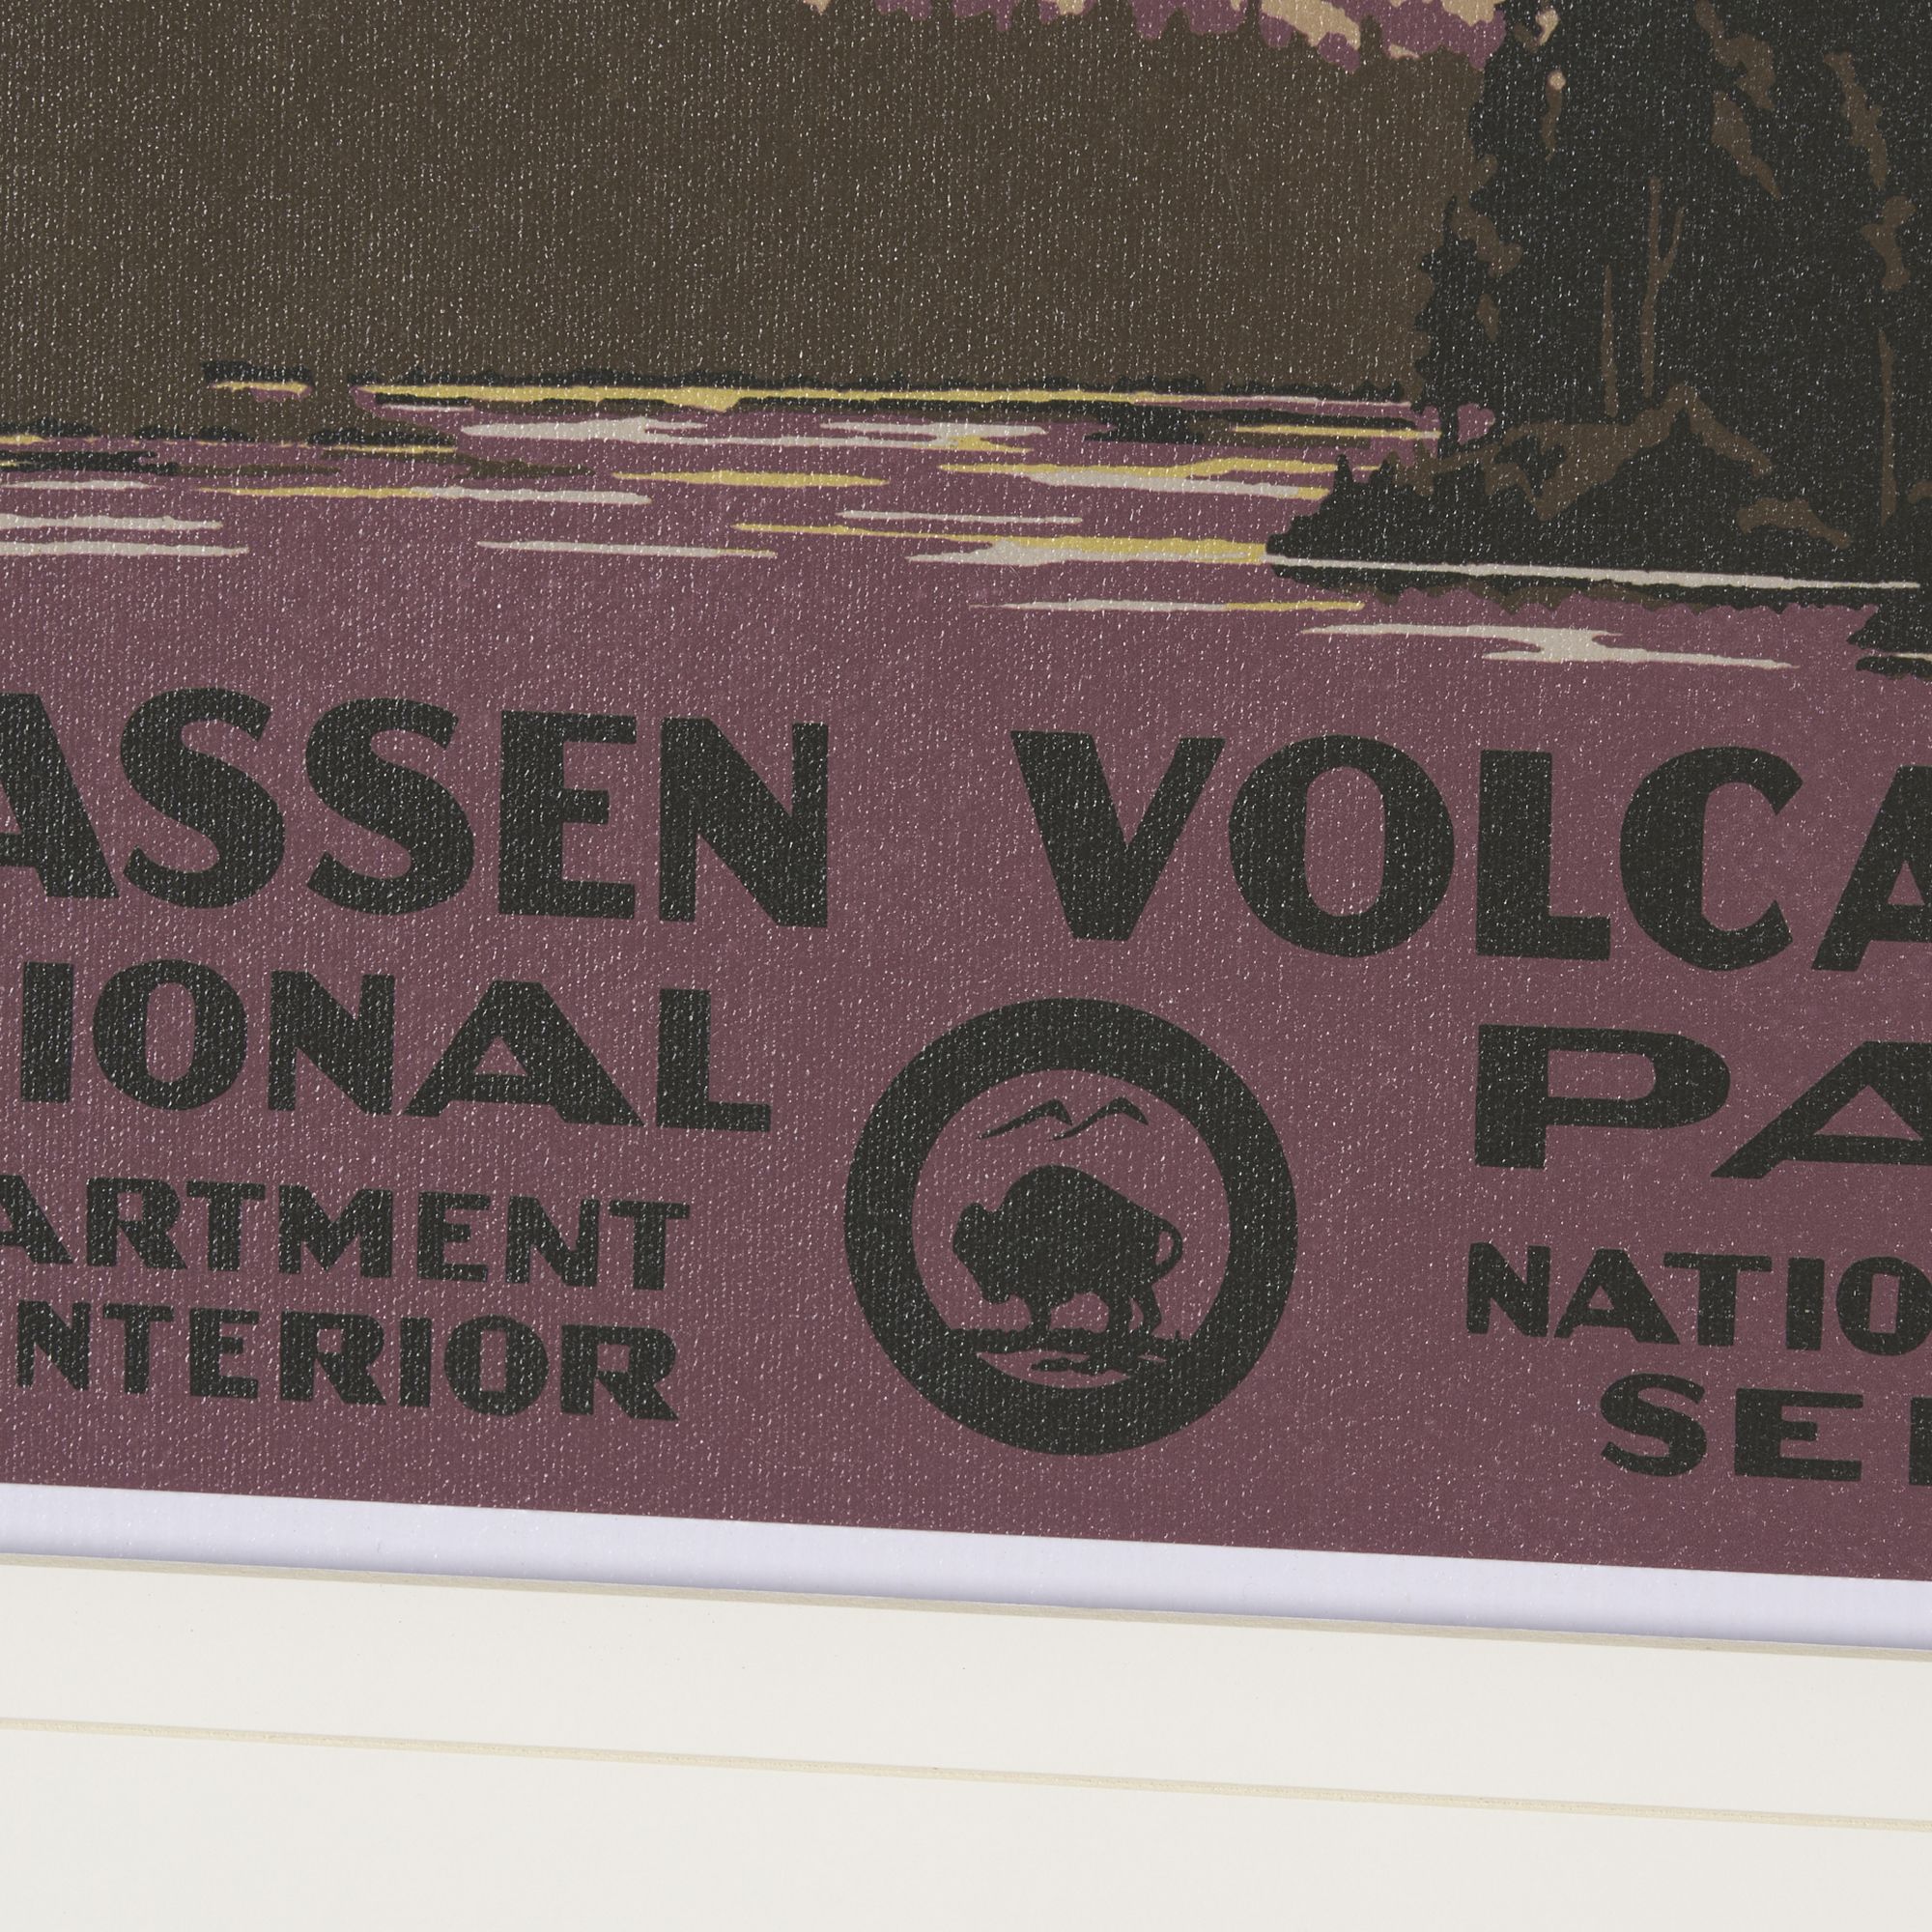 ASSEN VOLCA
IONAL PA
ARTMENT NATIO
NTERIOR SE